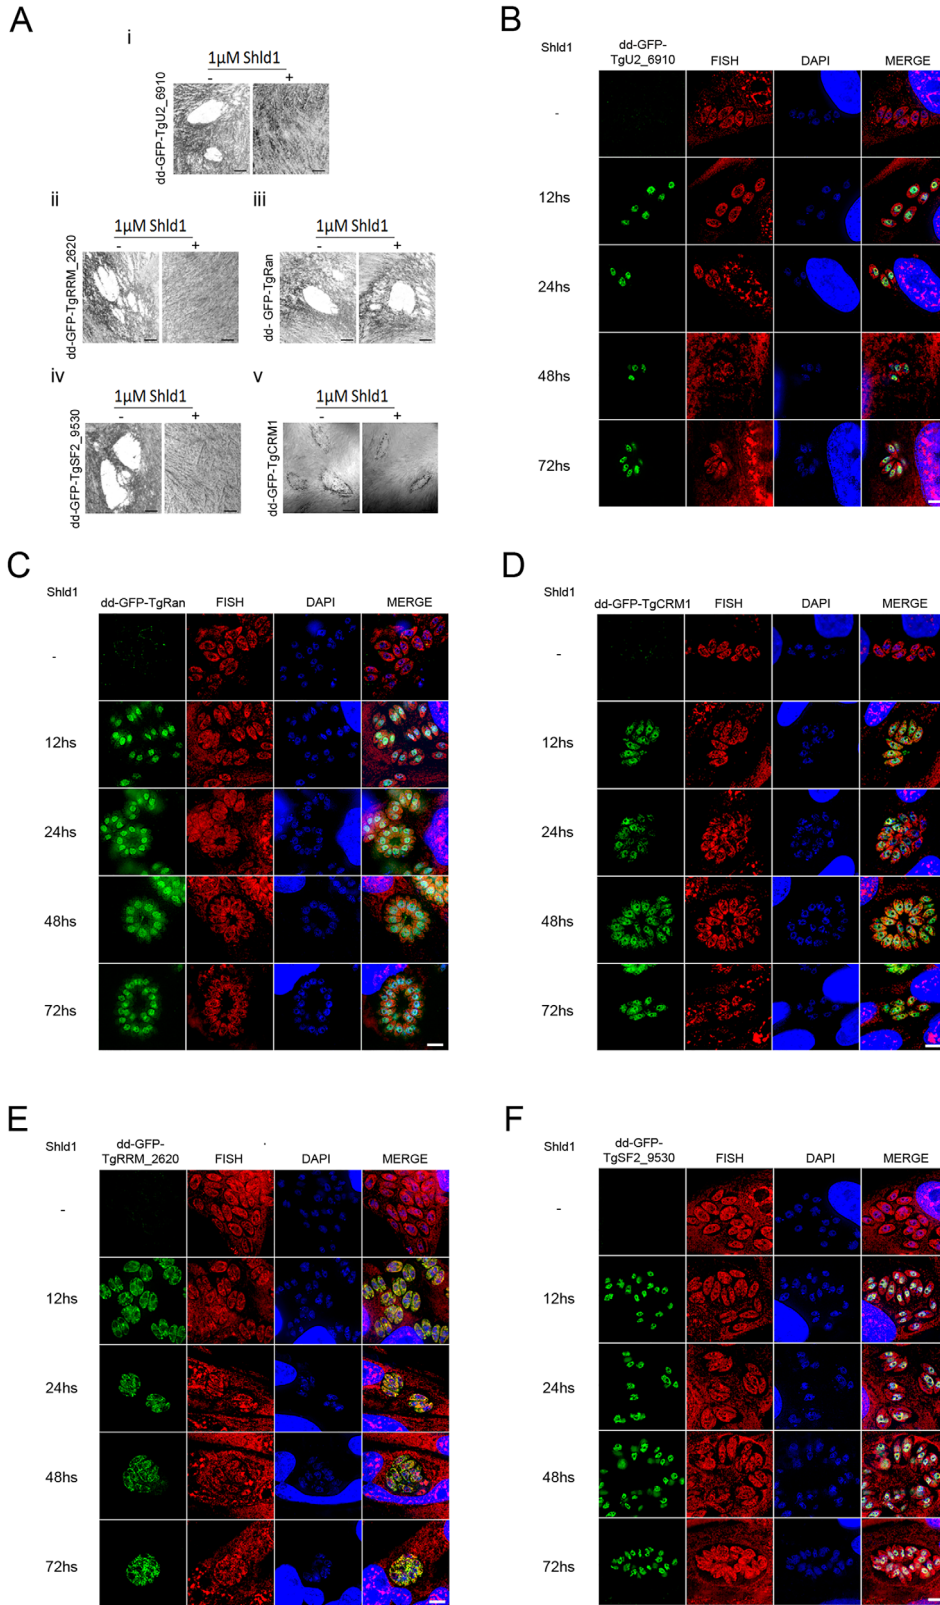 A
i
1µM Shld1
- +
dd-GFP-TgU2_6910
ii
1µM Shld1
- +
dd-GFP-TgRRM_2620
iii
1µM Shld1
- +
dd- GFP-TgRan
iv
1µM Shld1
- +
dd-GFP-TgSF2_9530
v
1µM Shld1
- +
dd-GFP-TgCRM1
B
Shld1
dd-GFP-
TgU2_6910 FISH DAPI MERGE
-
12hs
24hs
48hs
72hs
C
Shld1
dd-GFP-TgRan FISH DAPI MERGE
-
12hs
24hs
48hs
72hs
D
Shld1
dd-GFP-TgCRM1 FISH DAPI MERGE
-
12hs
24hs
48hs
72hs
E
Shld1
dd-GFP-
TgRRM_2620 FISH DAPI MERGE
-
12hs
24hs
48hs
72hs
F
Shld1
dd-GFP-
TgSF2_9530 FISH DAPI MERGE
-
12hs
24hs
48hs
72hs